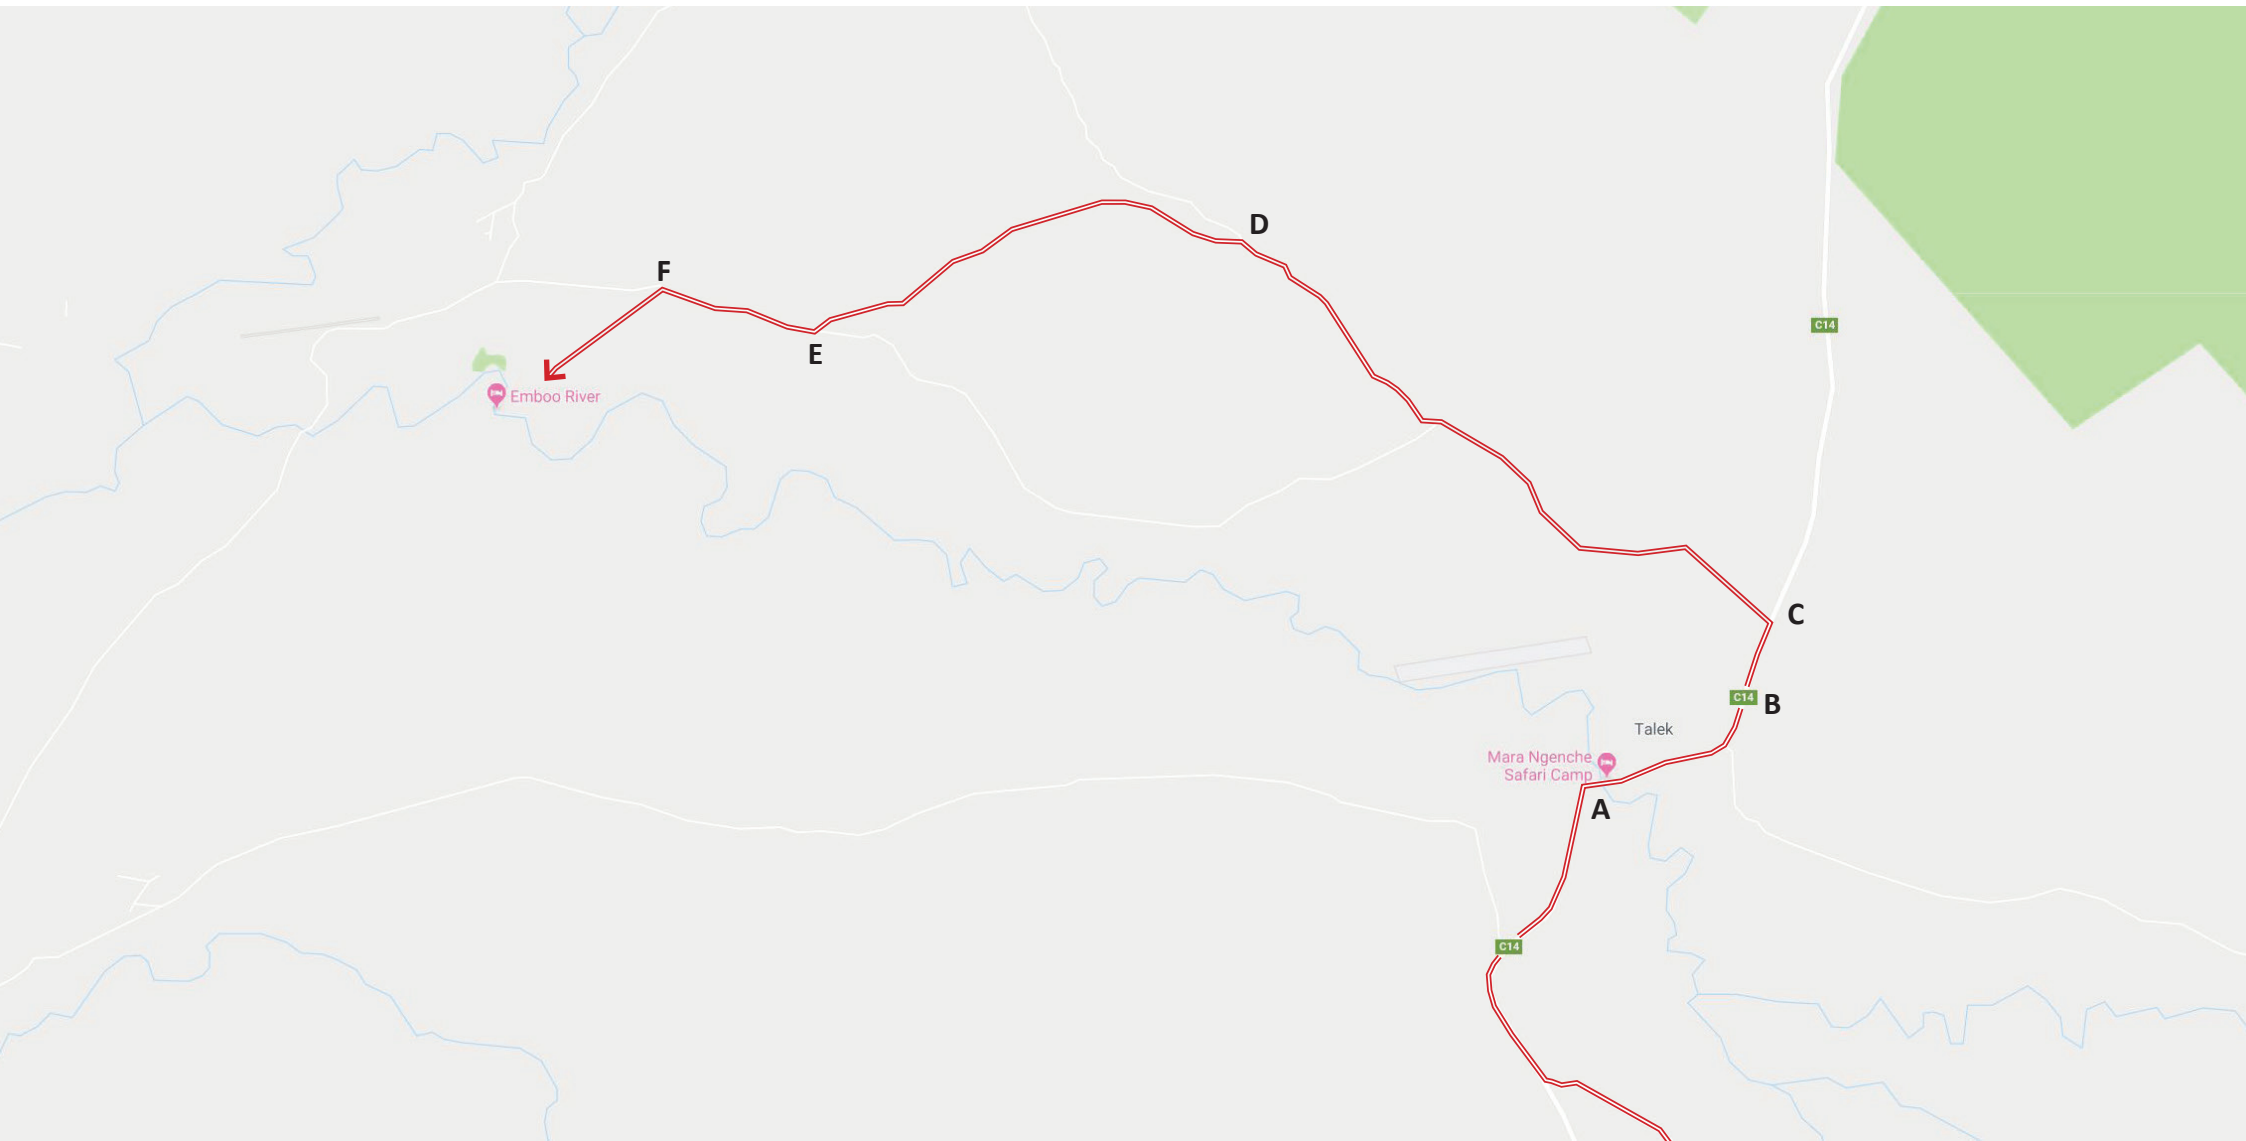 D
F
C14
E
Emboo River
C
C14
B
Talek
Mara Ngenche
Safari Camp
A
C14